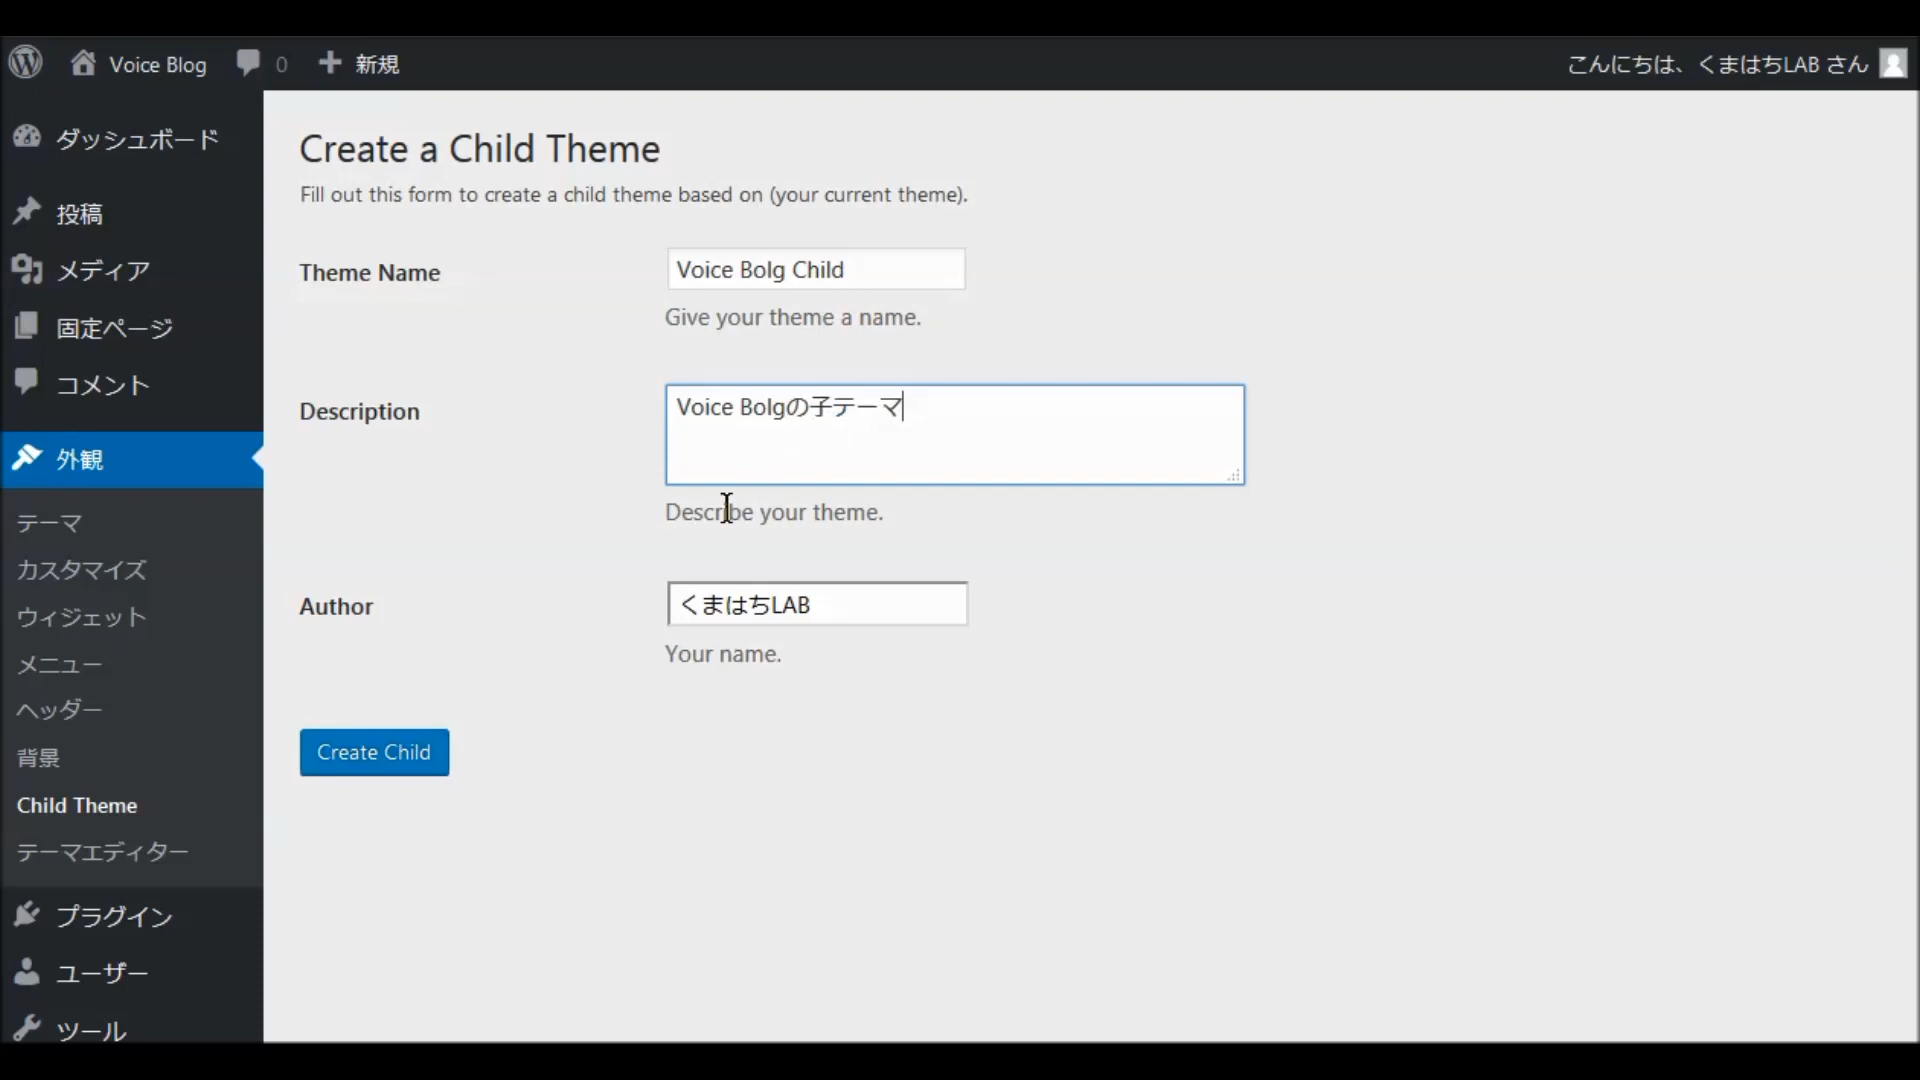 Voice Blog 0 新規 こんにちは、くまはちLAB さん
ダッシュボード
投稿
メディア
固定ページ
コメント
外観
テーマ
カスタマイズ
ウィジェット
メニュー
ヘッダー
背景
Child Theme
テーマエディター
プラグイン
ユーザー
ツール
Create a Child Theme
Fill out this form to create a child theme based on (your current theme).
Theme Name
Voice Bolg Child
Give your theme a name.
Description
Voice Bolgの子テーマ
Describe your theme.
Author
くまはちLAB
Your name.
Create Child